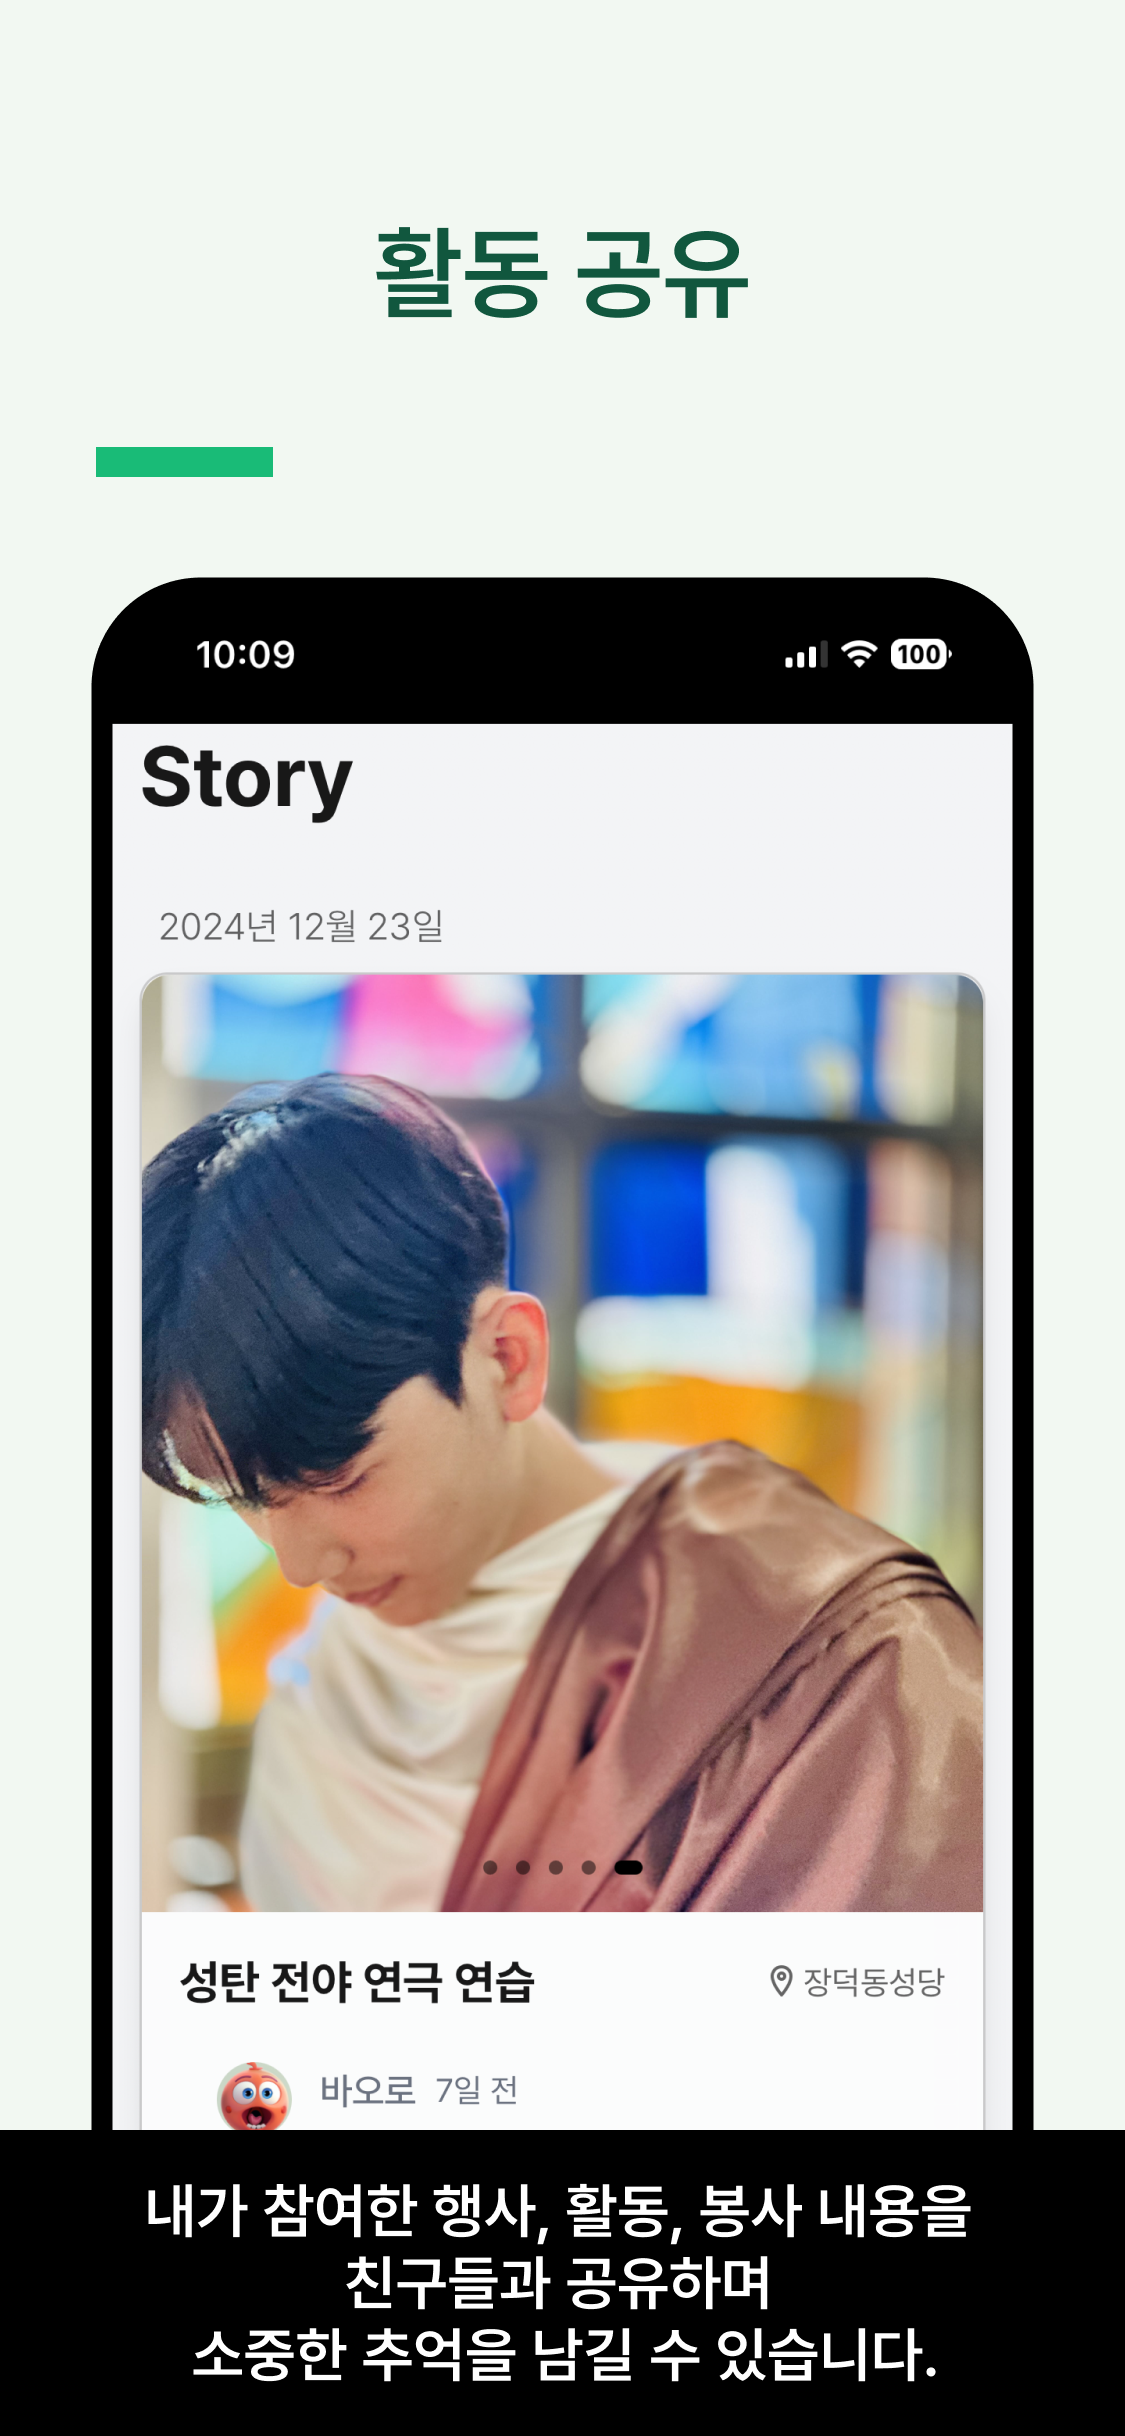 활동 공유
10:09
100
Story
2024년 12월 23일
성탄 전야 연극 연습
장덕동성당
바오로 7일 전
내가 참여한 행사, 활동, 봉사 내용을
친구들과 공유하며
소중한 추억을 남길 수 있습니다.